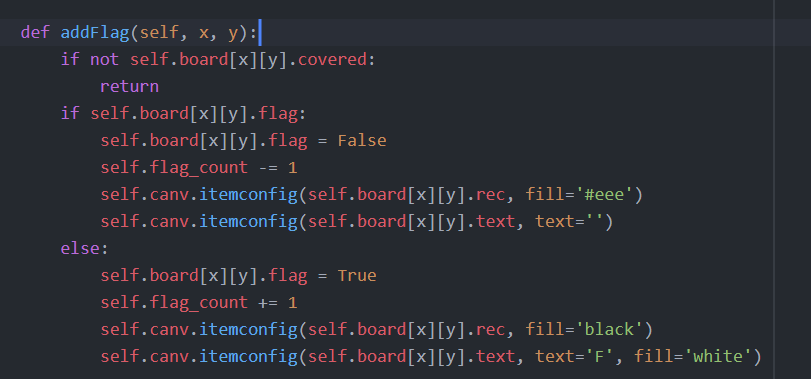 def addFlag(self, x, y):
    if not self.board[x][y].covered:
        return
    if self.board[x][y].flag:
        self.board[x][y].flag = False
        self.flag_count -= 1
        self.canv.itemconfig(self.board[x][y].rec, fill='#eee')
        self.canv.itemconfig(self.board[x][y].text, text='')
    else:
        self.board[x][y].flag = True
        self.flag_count += 1
        self.canv.itemconfig(self.board[x][y].rec, fill='black')
        self.canv.itemconfig(self.board[x][y].text, text='F', fill='white')